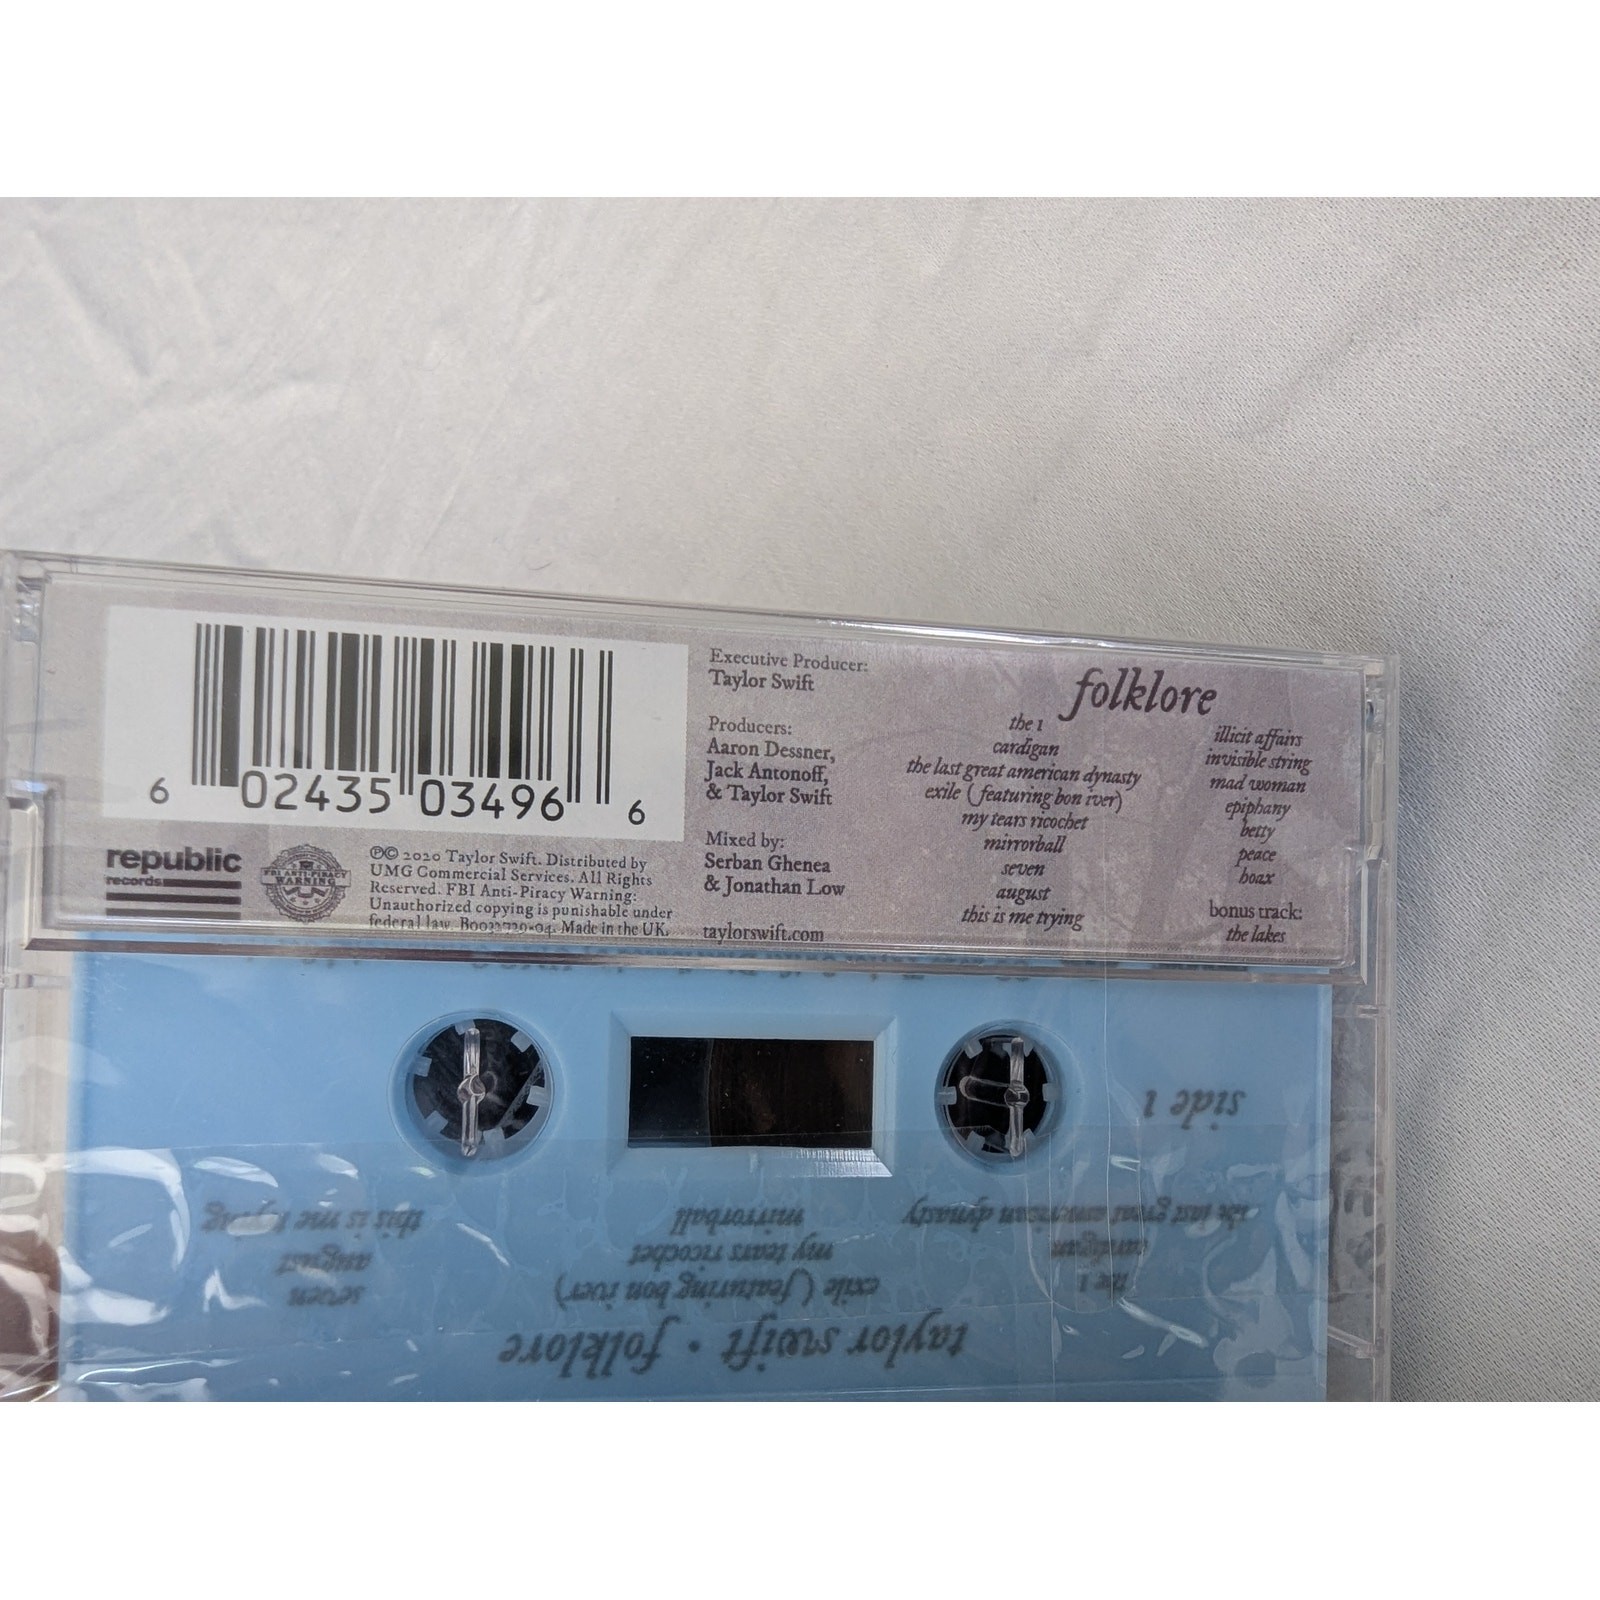 6 02435 03496 6
republic
records
FBI ANTI-PIRACY
WARNING
℗© 2020 Taylor Swift. Distributed by
UMG Commercial Services. All Rights
Reserved. FBI Anti-Piracy Warning:
Unauthorized copying is punishable under
federal law. Made in the UK.
Executive Producer:
Taylor Swift
Producers:
Aaron Dessner,
Jack Antonoff,
& Taylor Swift
Mixed by:
Serban Ghenea
& Jonathan Low
taylorswift.com
folklore
the 1
cardigan
the last great american dynasty
exile (featuring bon iver)
my tears ricochet
mirrorball
seven
august
this is me trying
illicit affairs
invisible string
mad woman
epiphany
betty
peace
hoax
bonus track:
the lakes
taylor swift • folklore
the 1
cardigan
the last great american dynasty
exile (featuring bon iver)
my tears ricochet
mirrorball
seven
august
this is me trying
side 1